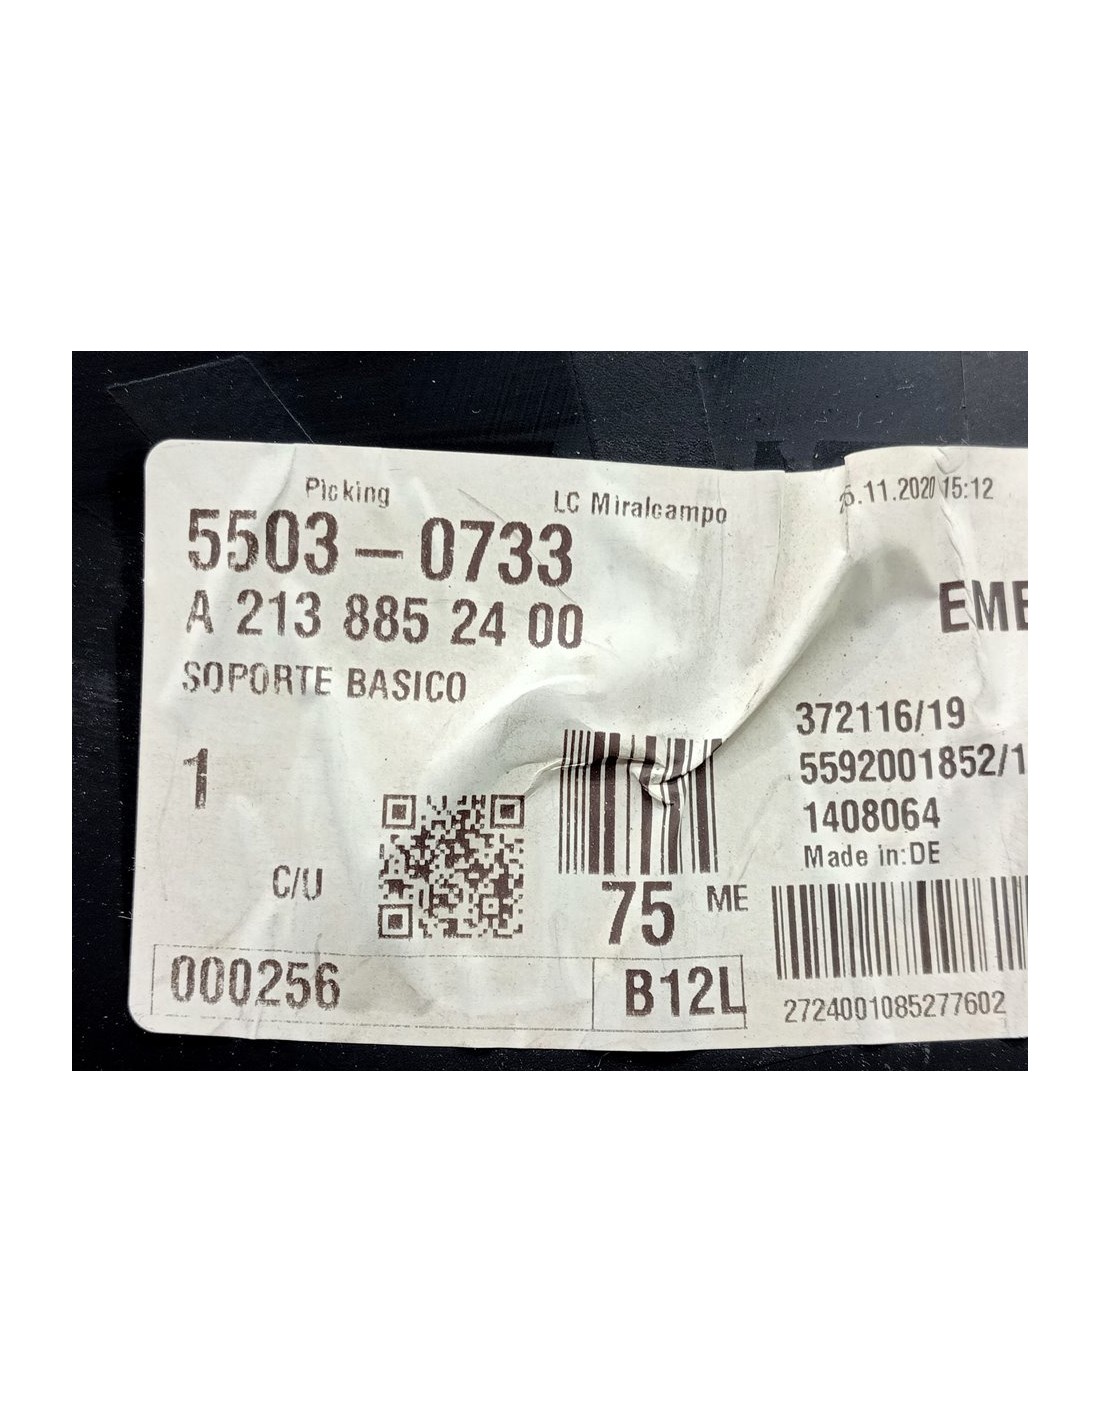 Picking
LC Miralcampo
.11.2020 15:12
5503-0733
A 213 885 24 00
EME
SOPORTE BASICO
372116/19
5592001852/1
1
1408064
Made in:DE
C/U
75 ME
000256
B12L
2724001085277602